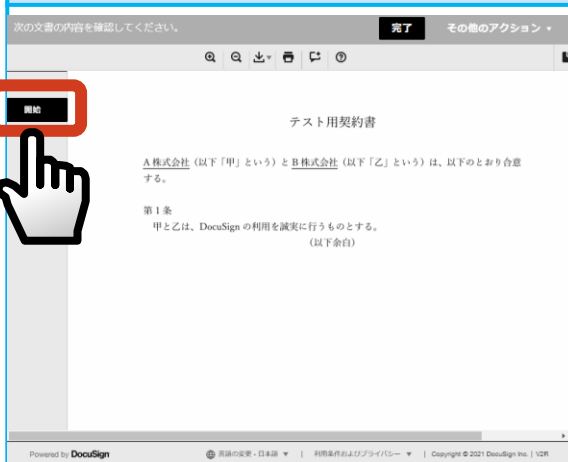 次の文書の内容を確認してください。
完了
その他のアクション
開始
テスト用契約書
A 株式会社（以下「甲」という）と B 株式会社（以下「乙」という）は、以下のとおり合意
する。
第 1 条
甲と乙は、DocuSign の利用を誠実に行うものとする。
（以下余白）
Powered by DocuSign
言語の変更 - 日本語 ▼ | 利用条件およびプライバシー ▼ | Copyright © 2021 DocuSign Inc. | V2R